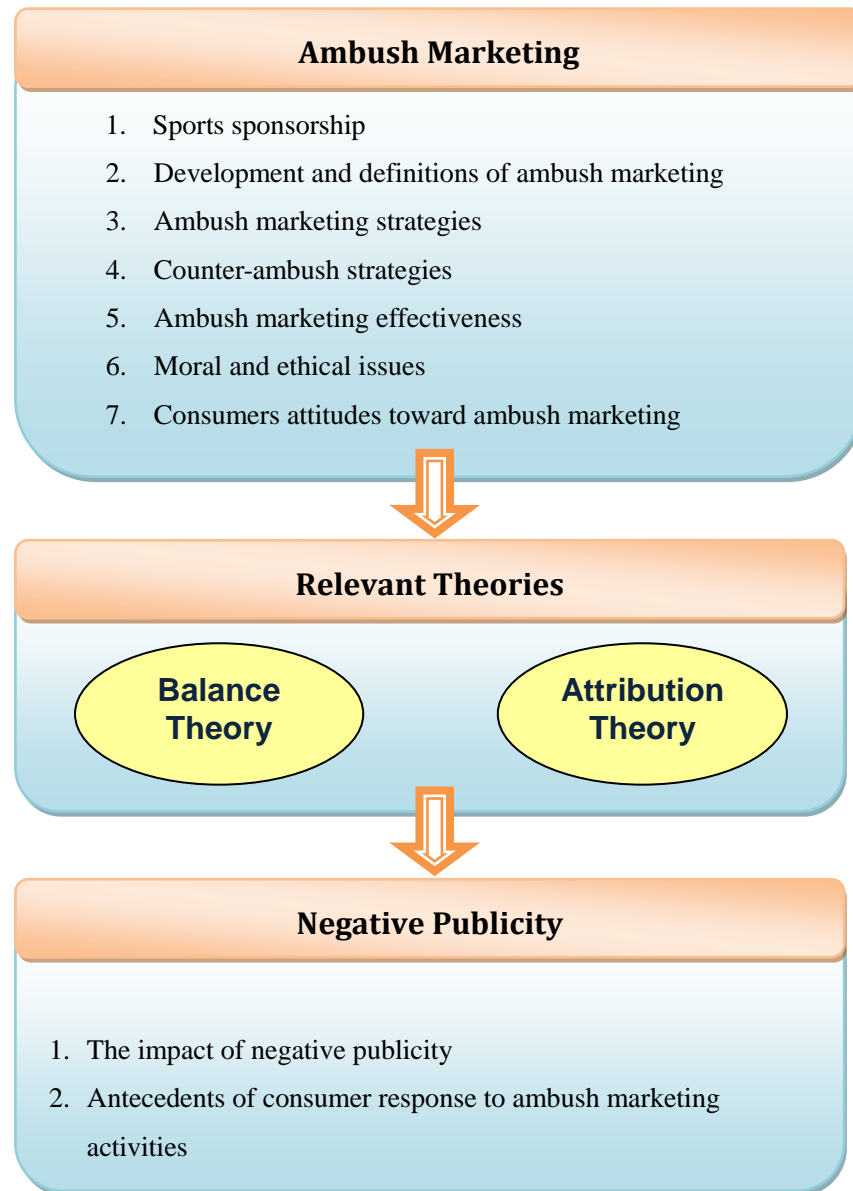 Ambush Marketing
1. Sports sponsorship
2. Development and definitions of ambush marketing
3. Ambush marketing strategies
4. Counter-ambush strategies
5. Ambush marketing effectiveness
6. Moral and ethical issues
7. Consumers attitudes toward ambush marketing
Relevant Theories
Balance
Theory
Attribution
Theory
Negative Publicity
1. The impact of negative publicity
2. Antecedents of consumer response to ambush marketing
activities